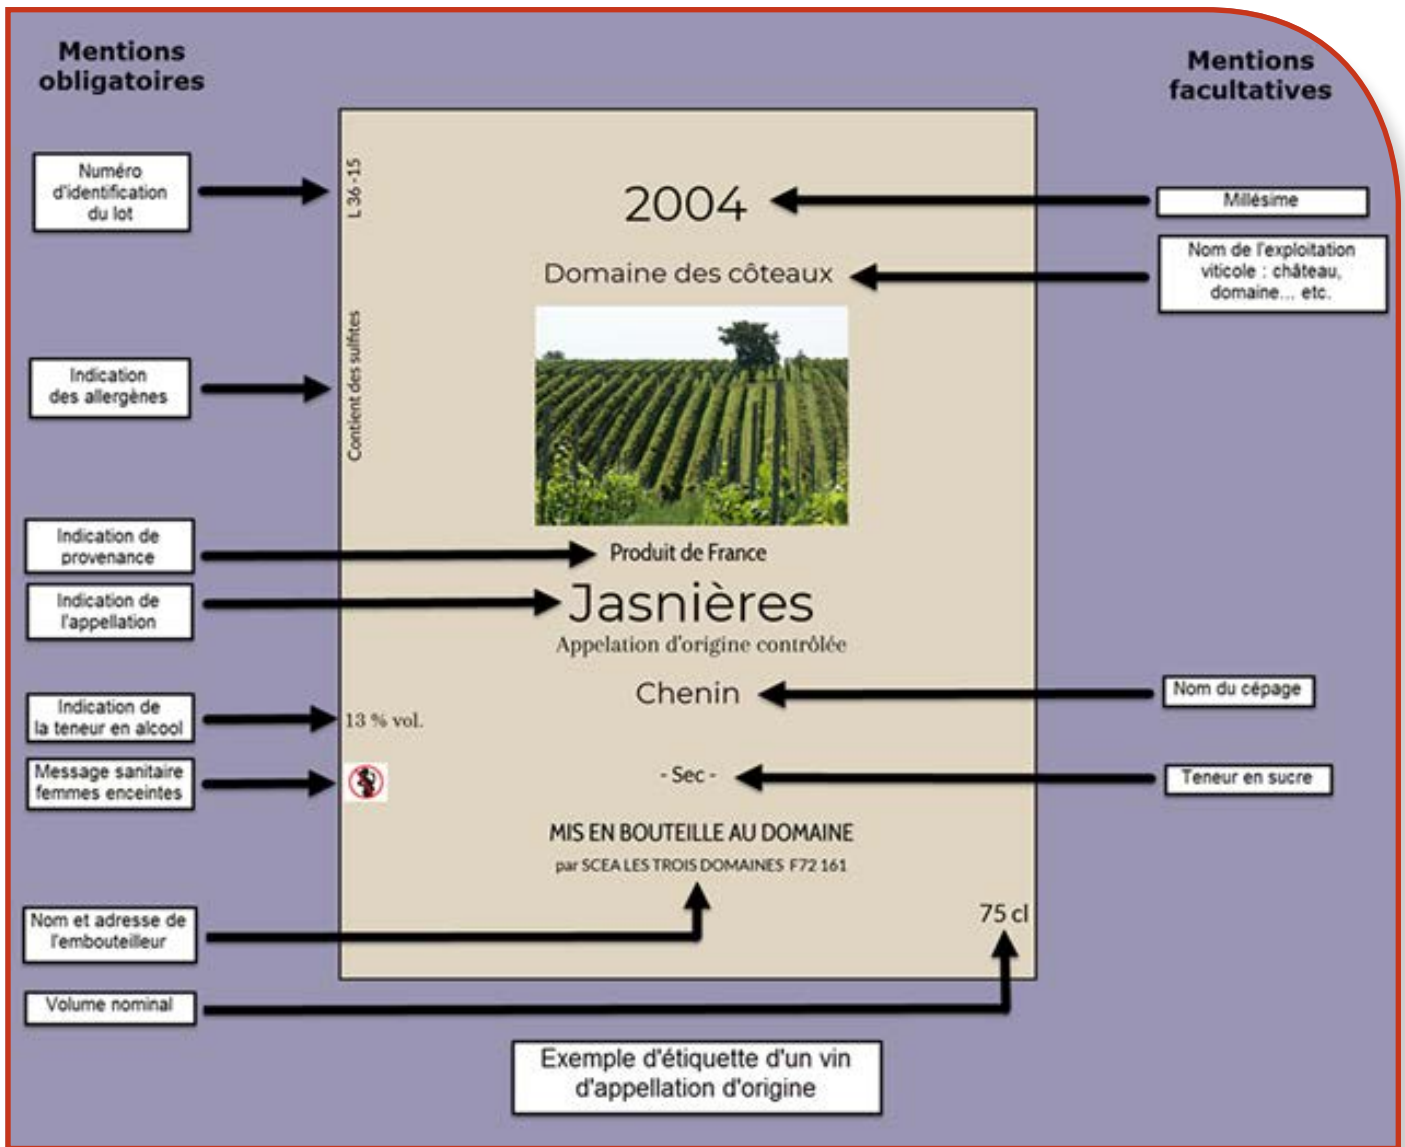 Mentions
obligatoires
Mentions
facultatives
Numéro
d'identification
du lot
L 36 -15
2004
Millésime
Domaine des côteaux
Nom de l'exploitation
viticole : château,
domaine... etc.
Indication
des allergènes
Contient des sulfites
Indication de
provenance
Produit de France
Indication de
l'appellation
Jasnières
Appelation d'origine contrôlée
Chenin
Nom du cépage
Indication de
la teneur en alcool
13 % vol.
Message sanitaire
femmes enceintes
- Sec -
Teneur en sucre
MIS EN BOUTEILLE AU DOMAINE
par SCEA LES TROIS DOMAINES F72 161
Nom et adresse de
l'embouteilleur
75 cl
Volume nominal
Exemple d'étiquette d'un vin
d'appellation d'origine